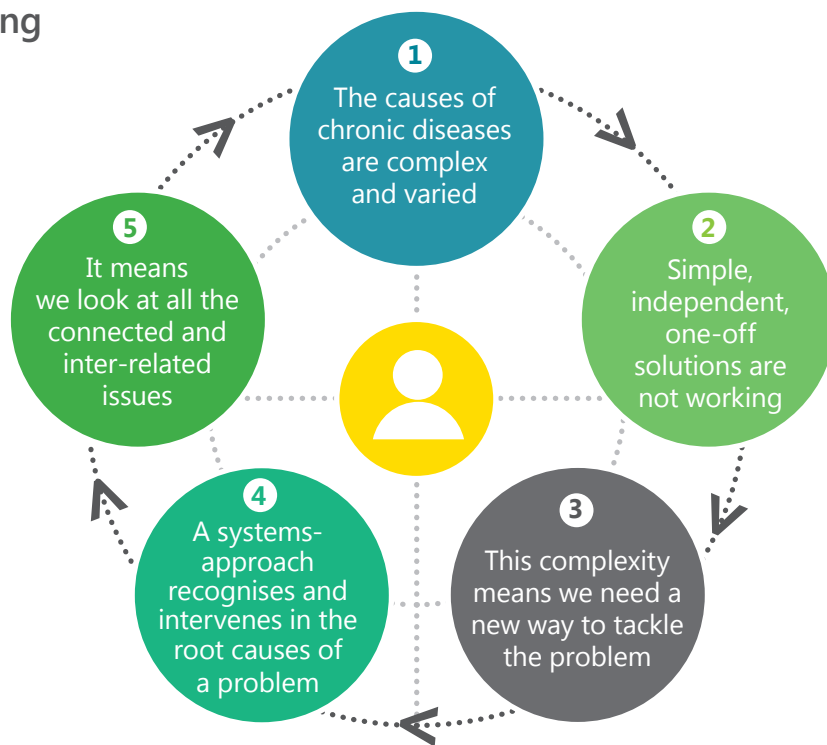 ng
1
The causes of
chronic diseases
are complex
and varied
2
Simple,
independent,
one-off
solutions are
not working
3
This complexity
means we need a
new way to tackle
the problem
4
A systems-
approach
recognises and
intervenes in the
root causes of
a problem
5
It means
we look at all the
connected and
inter-related
issues